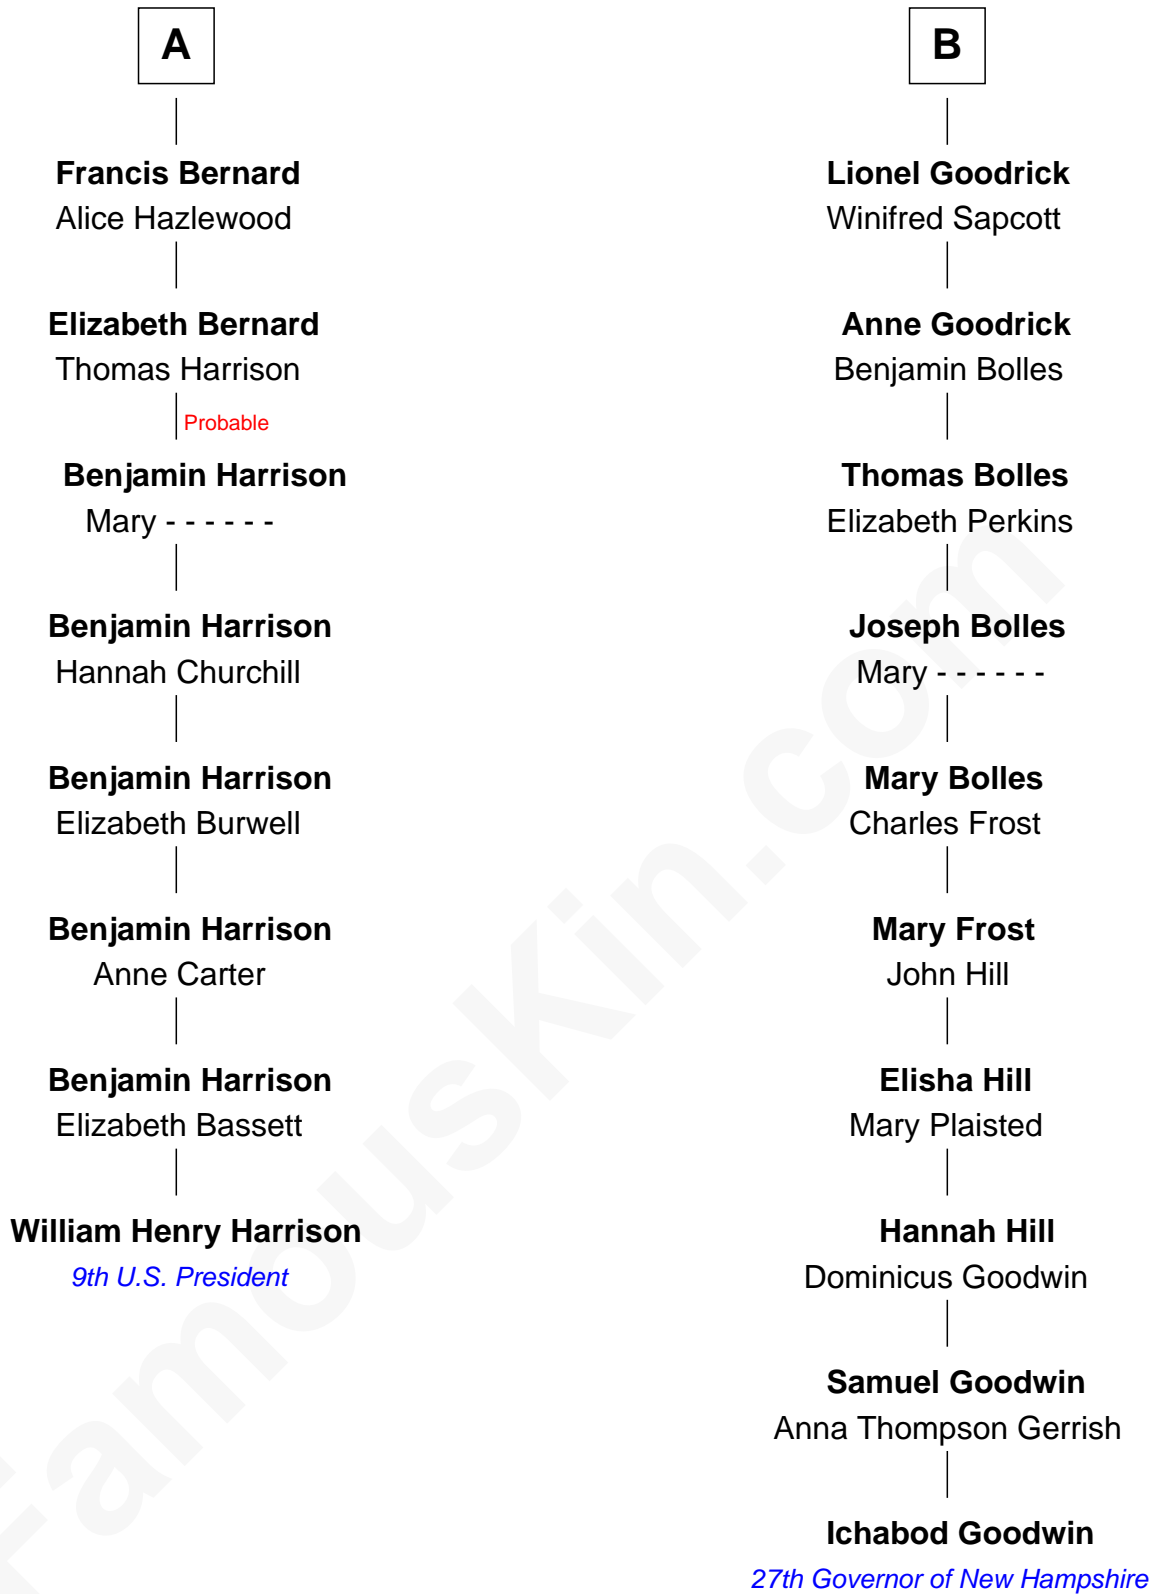 A
Francis Bernard
Alice Hazlewood
Elizabeth Bernard
Thomas Harrison
Probable
Benjamin Harrison
Mary - - - - - -
Benjamin Harrison
Hannah Churchill
Benjamin Harrison
Elizabeth Burwell
Benjamin Harrison
Anne Carter
Benjamin Harrison
Elizabeth Bassett
William Henry Harrison
9th U.S. President
B
Lionel Goodrick
Winifred Sapcott
Anne Goodrick
Benjamin Bolles
Thomas Bolles
Elizabeth Perkins
Joseph Bolles
Mary - - - - - -
Mary Bolles
Charles Frost
Mary Frost
John Hill
Elisha Hill
Mary Plaisted
Hannah Hill
Dominicus Goodwin
Samuel Goodwin
Anna Thompson Gerrish
Ichabod Goodwin
27th Governor of New Hampshire
FamousKin.com